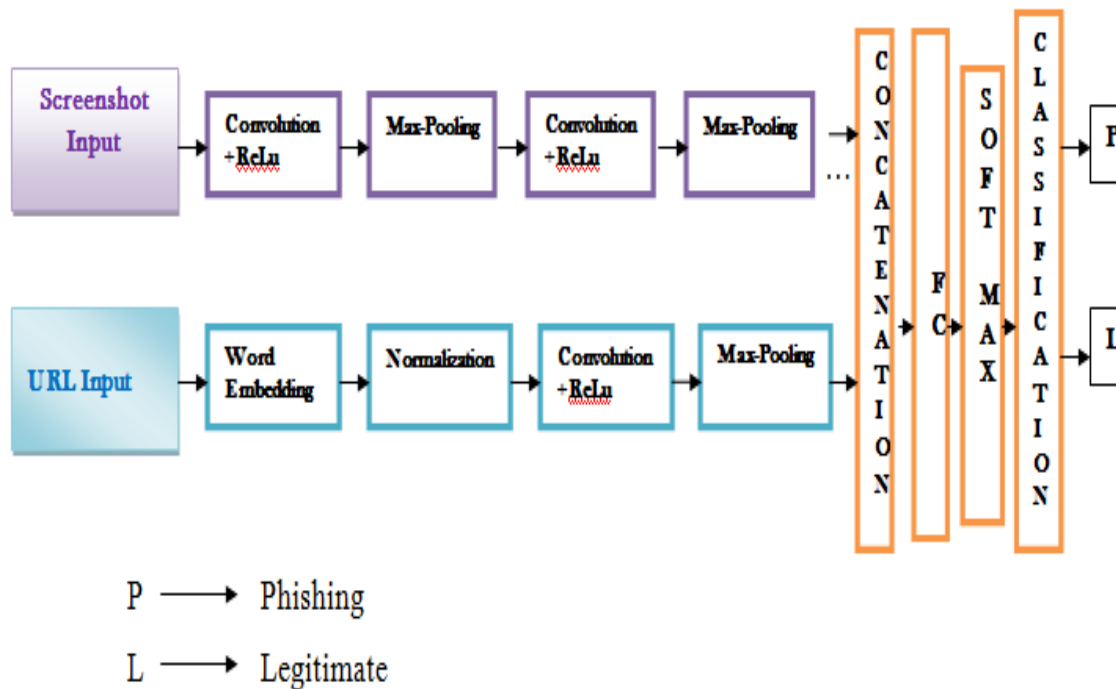 Screenshot
Input
Convolution
+ReLu
Max-Pooling
Convolution
+ReLu
Max-Pooling
...
URL Input
Word
Embedding
Normalization
Convolution
+ReLu
Max-Pooling
CONCATENATION
FC
SOFT MAX
CLASSIFICATION
P
L
P Phishing
L Legitimate